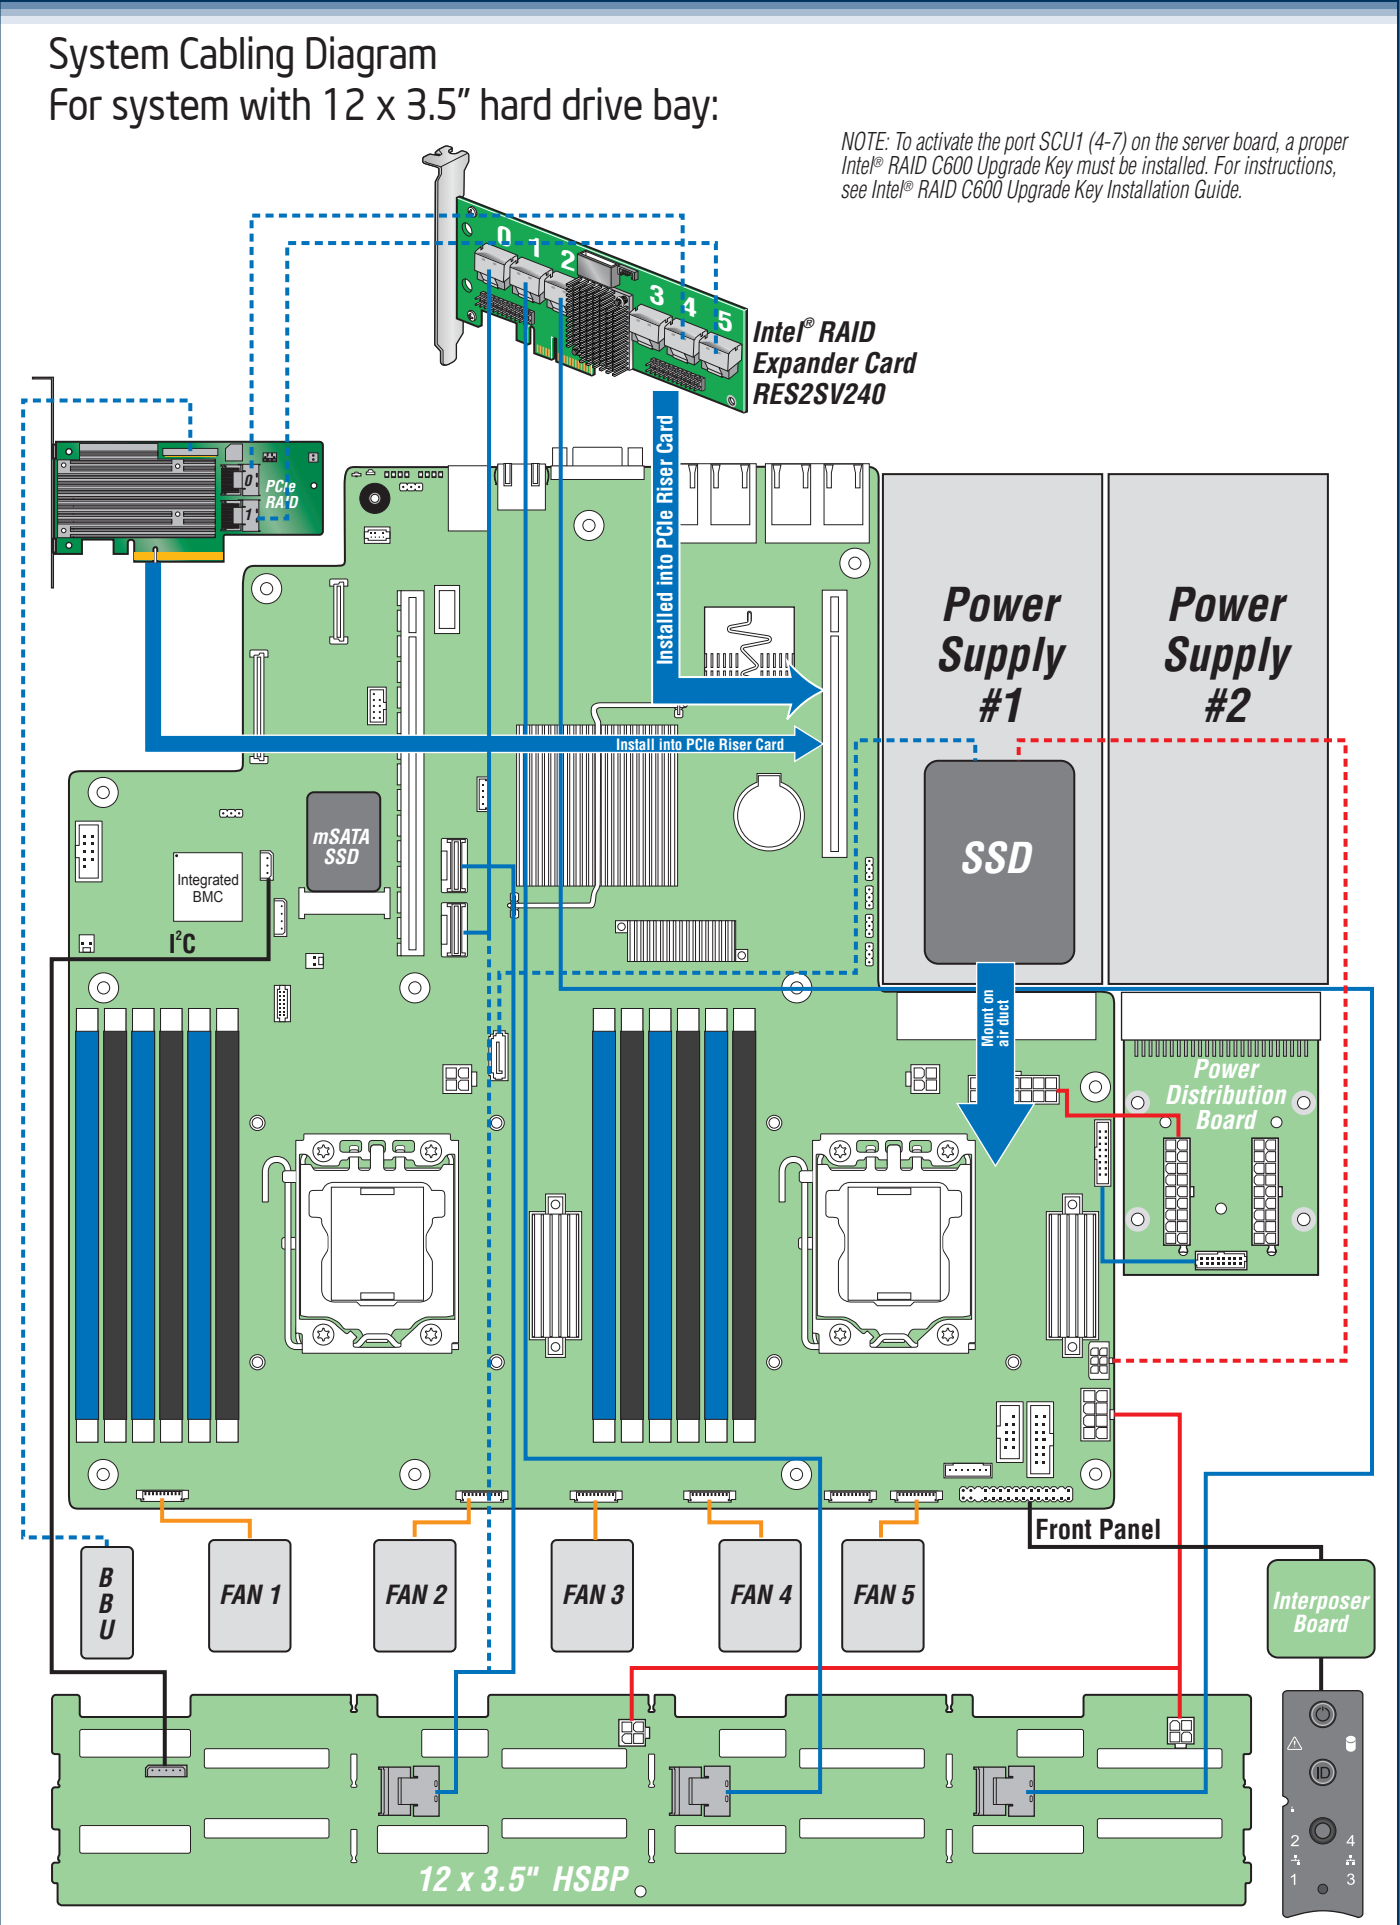 System Cabling Diagram
For system with 12 x 3.5” hard drive bay:
NOTE: To activate the port SCU1 (4-7) on the server board, a proper
Intel® RAID C600 Upgrade Key must be installed. For instructions,
see Intel® RAID C600 Upgrade Key Installation Guide.
0
1
2
3
4
5
Intel® RAID
Expander Card
RES2SV240
0
1
PCIe
RAID
Installed into PCIe Riser Card
Install into PCIe Riser Card
Power
Supply
#1
Power
Supply
#2
SSD
mSATA
SSD
Integrated
BMC
I²C
Mount on
air duct
Power
Distribution
Board
Front Panel
B
B
U
FAN 1
FAN 2
FAN 3
FAN 4
FAN 5
Interposer
Board
ID
2
4
1
3
12 x 3.5" HSBP